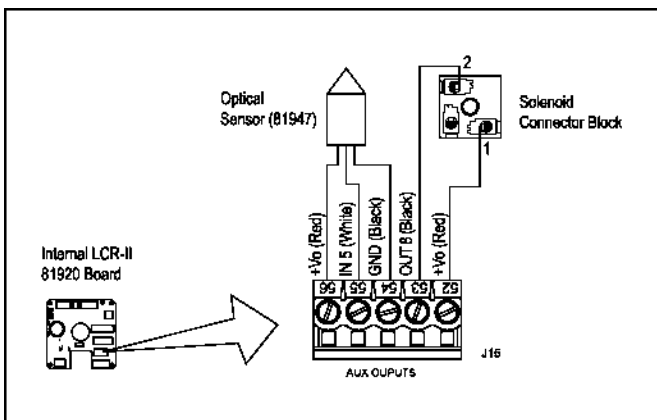 Optical
Sensor (81947)
2
Solenoid
Connector Block
1
+Vo (Red)
IN 5 (White)
GND (Black)
OUT 8 (Black)
+Vo (Red)
Internal LCR-II
81920 Board
56
55
54
53
52
J15
AUX OUPUTS